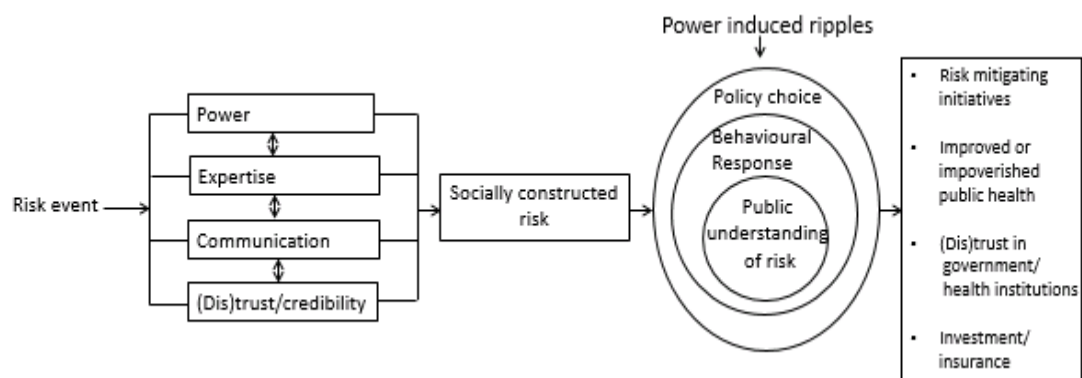 Risk event
Power
Expertise
Communication
(Dis)trust/credibility
Socially constructed
risk
Power induced ripples
Policy choice
Behavioural
Response
Public
understanding
of risk
• Risk mitigating
initiatives
• Improved or
impoverished
public health
• (Dis)trust in
government/
health institutions
• Investment/
insurance